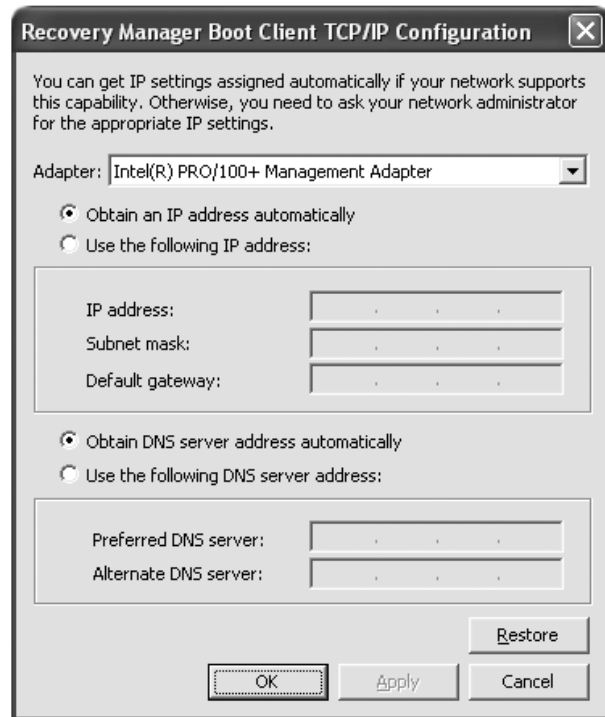 Recovery Manager Boot Client TCP/IP Configuration
You can get IP settings assigned automatically if your network supports
this capability. Otherwise, you need to ask your network administrator
for the appropriate IP settings.
Adapter: Intel(R) PRO/100+ Management Adapter
Obtain an IP address automatically
Use the following IP address:
IP address:
Subnet mask:
Default gateway:
Obtain DNS server address automatically
Use the following DNS server address:
Preferred DNS server:
Alternate DNS server:
Restore
OK Apply Cancel